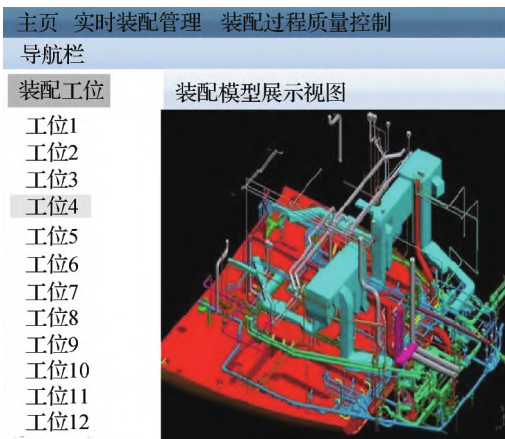 主页 实时装配管理 装配过程质量控制
导航栏
装配工位
装配模型展示视图
工位1
工位2
工位3
工位4
工位5
工位6
工位7
工位8
工位9
工位10
工位11
工位12